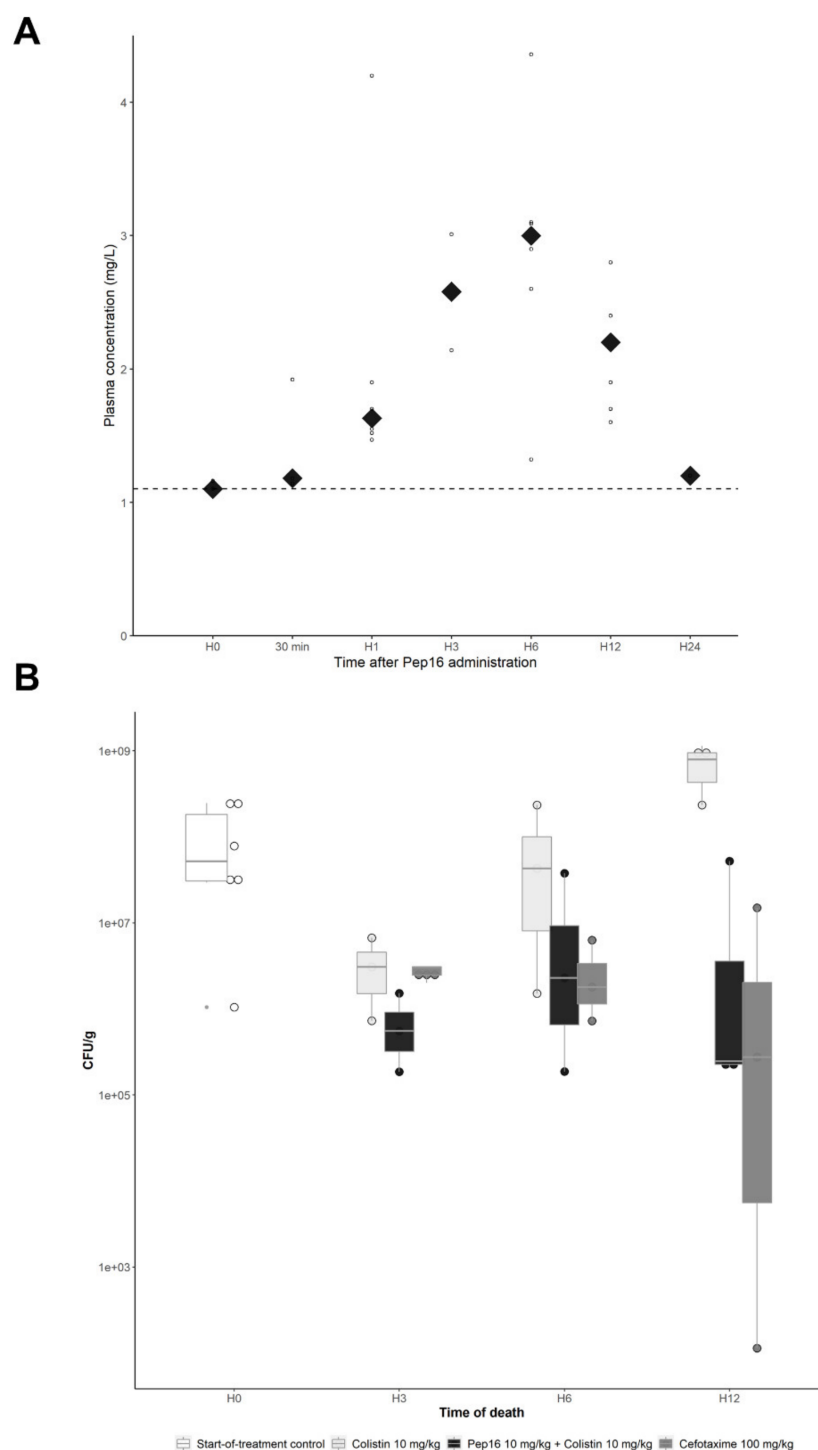 A
4
3
Plasma concentration (mg/L)
2
1
0
H0 30 min H1 H3 H6 H12 H24
Time after Pep16 administration
B
1e+09
1e+07
CFU/g
1e+05
1e+03
H0 H3 H6 H12
Time of death
Start-of-treatment control Colistin 10 mg/kg Pep16 10 mg/kg + Colistin 10 mg/kg Cefotaxime 100 mg/kg